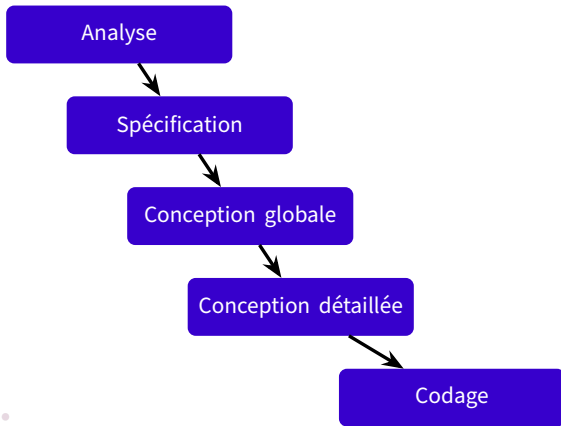 Analyse
Spécification
Conception globale
Conception détaillée
Codage